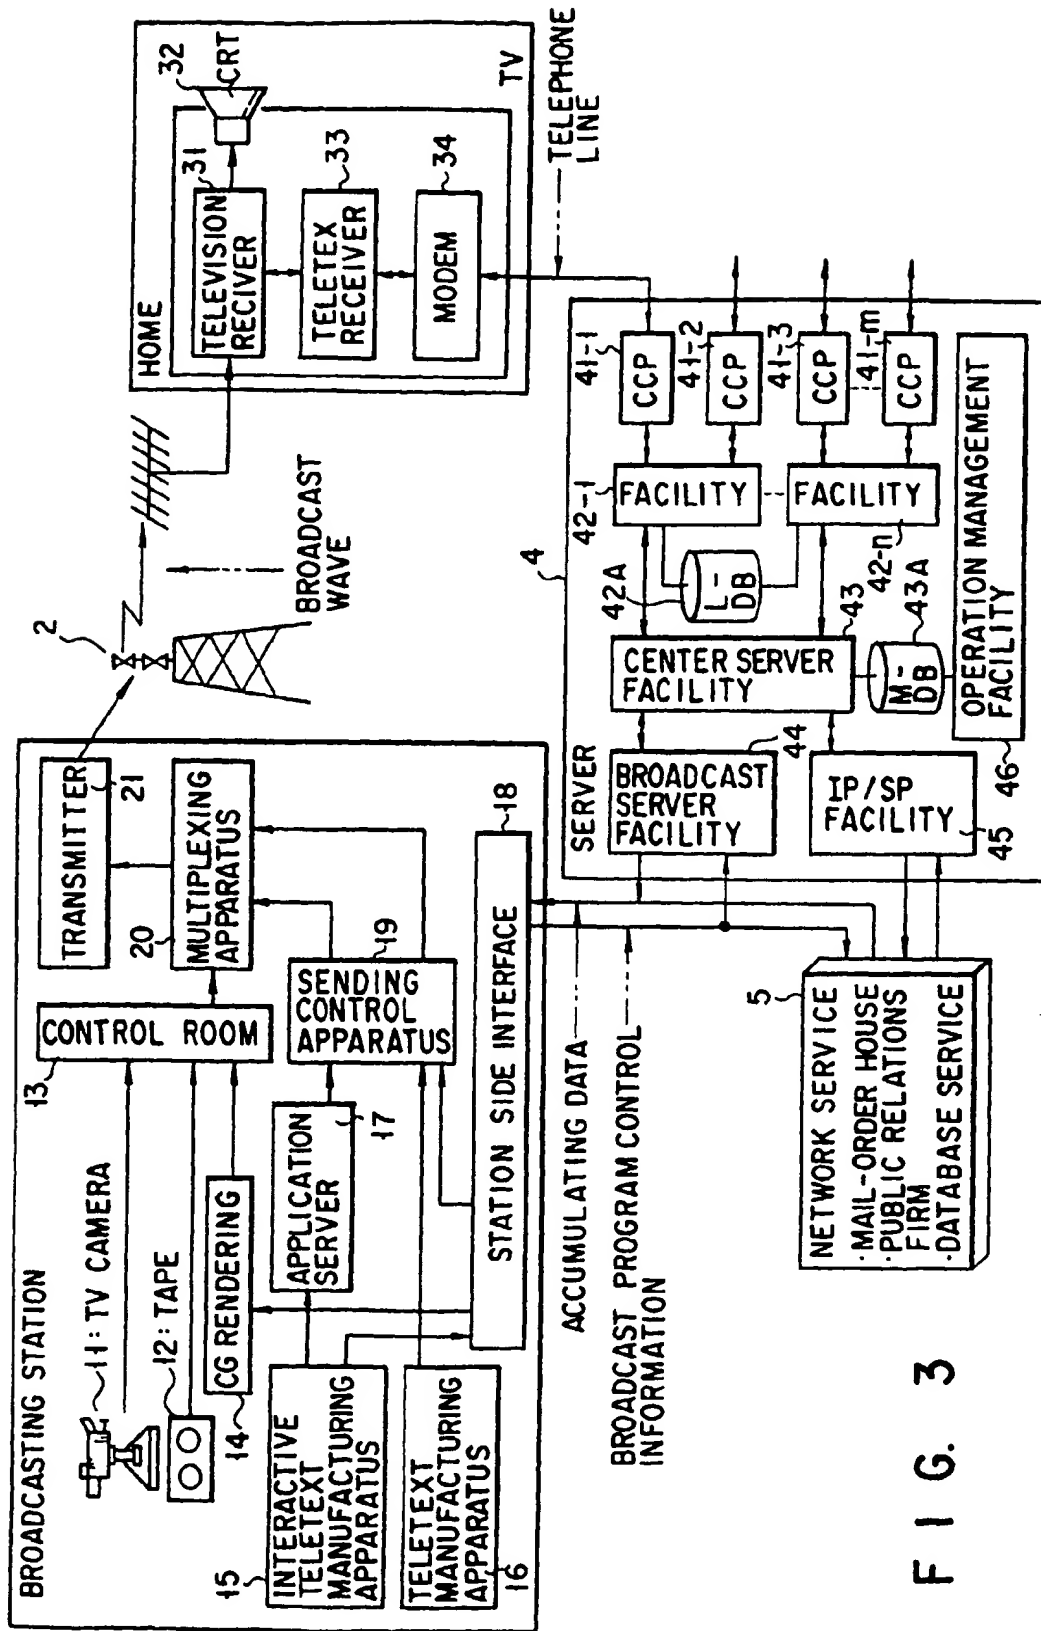 BROADCASTING STATION
11: TV CAMERA
12: TAPE
13
CONTROL ROOM
14
CG RENDERING
15
INTERACTIVE
TELETEXT
MANUFACTURING
APPARATUS
TELETEXT
MANUFACTURING
APPARATUS
16
APPLICATION
SERVER
17
SENDING
CONTROL
APPARATUS
19
STATION SIDE INTERFACE
18
20
MULTIPLEXING
APPARATUS
TRANSMITTER
21
2
BROADCAST
WAVE
HOME
TV
TELEVISION
RECIVER
31
32
CRT
TELETEX
RECEIVER
33
MODEM
34
TELEPHONE
LINE
ACCUMULATING DATA
BROADCAST PROGRAM CONTROL
INFORMATION
4
SERVER
BROADCAST
SERVER
FACILITY
44
IP/SP
FACILITY
45
CENTER SERVER
FACILITY
43
42A
L-
DB
M-
DB
43A
42-1
FACILITY
FACILITY
42-n
CCP
41-1
CCP
41-2
CCP
41-3
CCP
41-m
OPERATION MANAGEMENT
FACILITY
46
5
NETWORK SERVICE
·MAIL-ORDER HOUSE
·PUBLIC RELATIONS
FIRM
·DATABASE SERVICE
FIG. 3